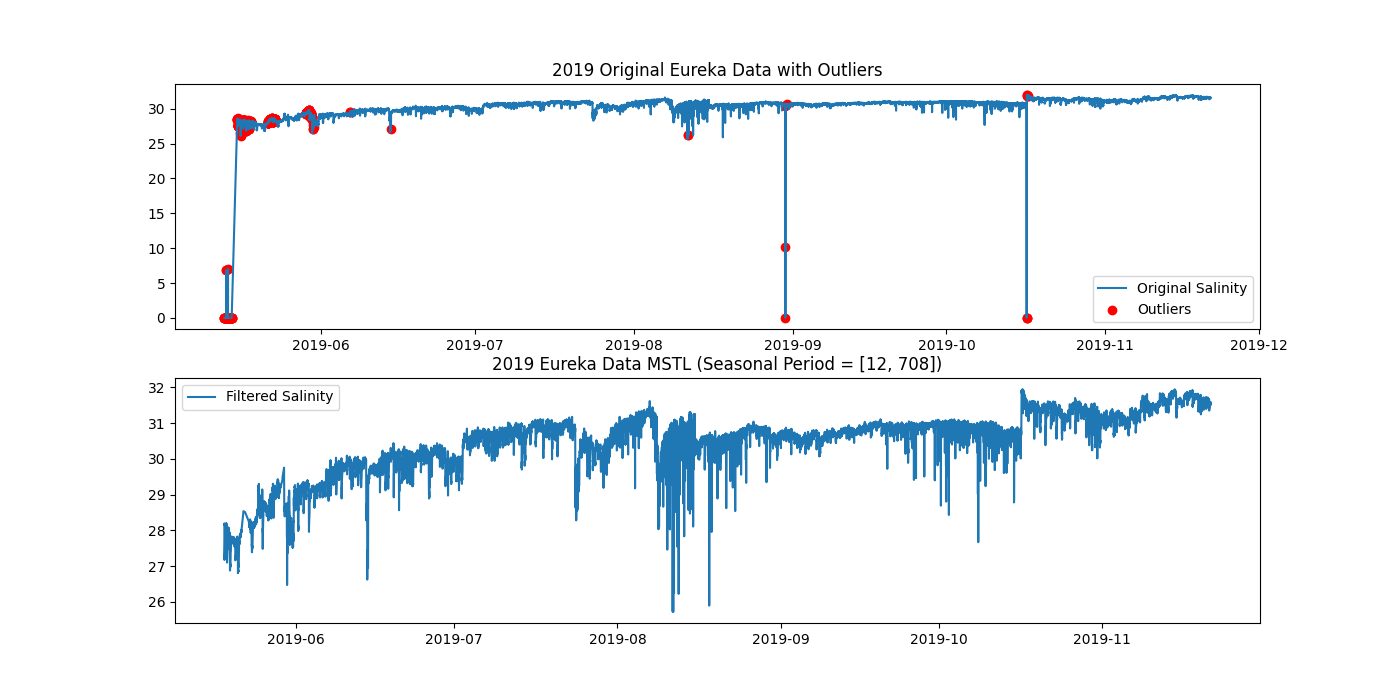 2019 Original Eureka Data with Outliers
30
25
20
15
10
5
0
Original Salinity
Outliers
2019-06 2019-07 2019-08 2019-09 2019-10 2019-11 2019-12
2019 Eureka Data MSTL (Seasonal Period = [12, 708])
32
31
30
29
28
27
26
Filtered Salinity
2019-06 2019-07 2019-08 2019-09 2019-10 2019-11